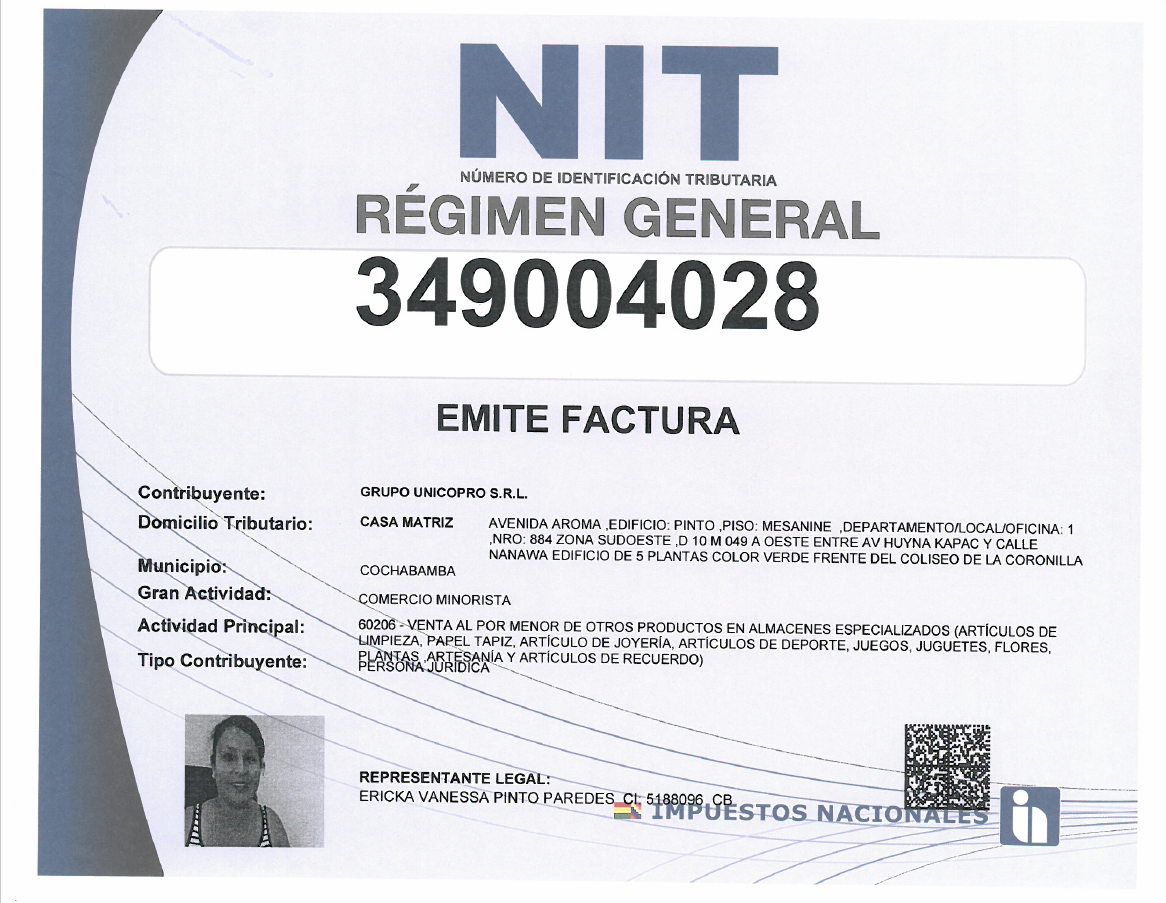 NIT
NÚMERO DE IDENTIFICACIÓN TRIBUTARIA
RÉGIMEN GENERAL
349004028
EMITE FACTURA
Contribuyente: GRUPO UNICOPRO S.R.L.
Domicilio Tributario: CASA MATRIZ AVENIDA AROMA ,EDIFICIO: PINTO ,PISO: MESANINE ,DEPARTAMENTO/LOCAL/OFICINA: 1
,NRO: 884 ZONA SUDOESTE ,D 10 M 049 A OESTE ENTRE AV HUYNA KAPAC Y CALLE
NANAWA EDIFICIO DE 5 PLANTAS COLOR VERDE FRENTE DEL COLISEO DE LA CORONILLA
Municipio: COCHABAMBA
Gran Actividad: COMERCIO MINORISTA
Actividad Principal: 60206 - VENTA AL POR MENOR DE OTROS PRODUCTOS EN ALMACENES ESPECIALIZADOS (ARTÍCULOS DE
LIMPIEZA, PAPEL TAPIZ, ARTÍCULO DE JOYERÍA, ARTÍCULOS DE DEPORTE, JUEGOS, JUGUETES, FLORES,
PLANTAS ,ARTESANÍA Y ARTÍCULOS DE RECUERDO)
Tipo Contribuyente: PERSONA JURIDICA
REPRESENTANTE LEGAL:
ERICKA VANESSA PINTO PAREDES CI: 5188096 CB
IMPUESTOS NACIONALES